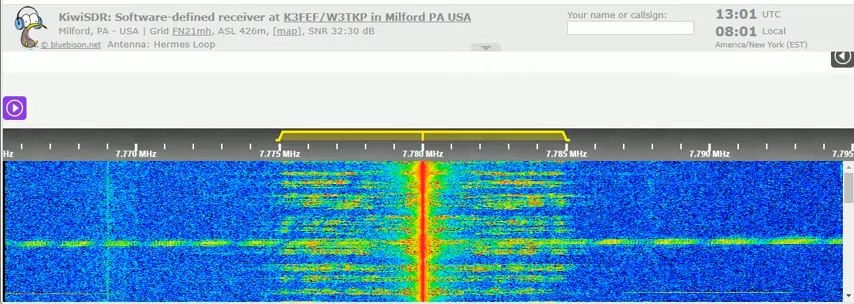 KiwiSDR: Software-defined receiver at K3FEF/W3TKP in Milford PA USA
Milford, PA - USA | Grid FN21mh, ASL 426m, [map], SNR 32:30 dB
© bluebison.net Antenna: Hermes Loop
Your name or callsign:
13:01 UTC
08:01 Local
America/New York (EST)
Hz 7.770 MHz 7.775 MHz 7.780 MHz 7.785 MHz 7.790 MHz 7.795